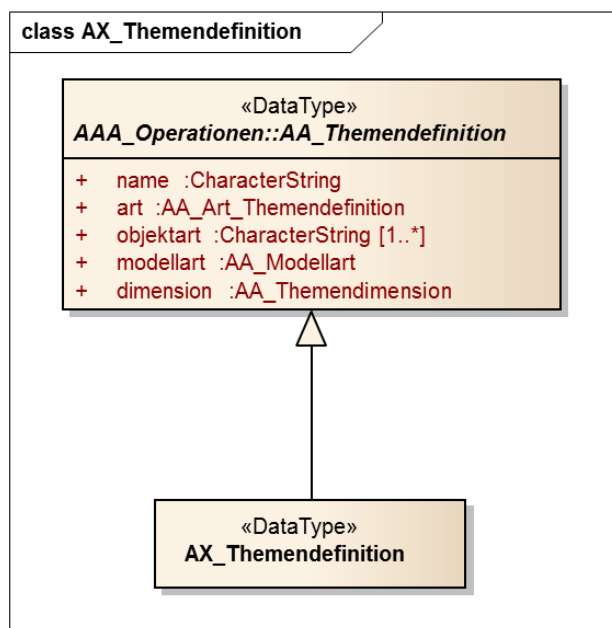 class AX_Themendefinition
«DataType»
AAA_Operationen::AA_Themendefinition
+ name :CharacterString
+ art :AA_Art_Themendefinition
+ objektart :CharacterString [1..*]
+ modellart :AA_Modellart
+ dimension :AA_Themendimension
«DataType»
AX_Themendefinition